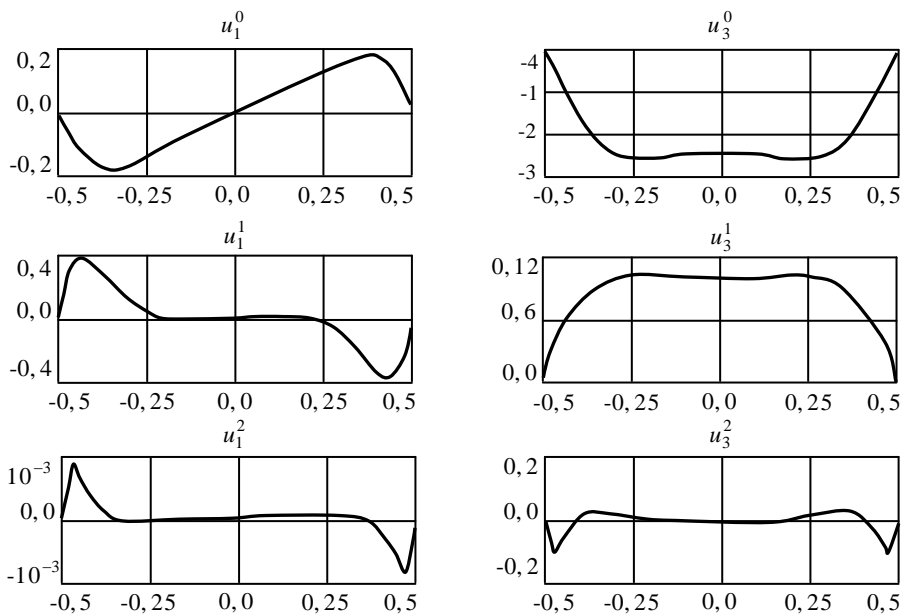 u_1^0
0, 2
0, 0
-0, 2
-0, 5 -0, 25 0, 0 0, 25 0, 5
u_3^0
-4
-1
-2
-3
-0, 5 -0, 25 0, 0 0, 25 0, 5
u_1^1
0, 4
0, 0
-0, 4
-0, 5 -0, 25 0, 0 0, 25 0, 5
u_3^1
0, 12
0, 6
0, 0
-0, 5 -0, 25 0, 0 0, 25 0, 5
u_1^2
10^{-3}
0, 0
-10^{-3}
-0, 5 -0, 25 0, 0 0, 25 0, 5
u_3^2
0, 2
0, 0
-0, 2
-0, 5 -0, 25 0, 0 0, 25 0, 5